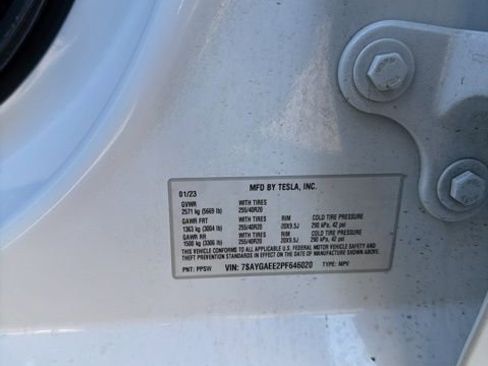 01/23 MFD BY TESLA, INC.
GVWR WITH TIRES
2571 kg (5669 lb) 255/40R20
GAWR FRT WITH TIRES RIM COLD TIRE PRESSURE
1363 kg (3004 lb) 255/40R20 20X9.5J 290 kPa, 42 psi
GAWR RR WITH TIRES RIM COLD TIRE PRESSURE
1500 kg (3306 lb) 255/40R20 20X9.5J 290 kPa, 42 psi
THIS VEHICLE CONFORMS TO ALL APPLICABLE U.S. FEDERAL MOTOR VEHICLE SAFETY AND
THEFT PREVENTION STANDARDS IN EFFECT ON THE DATE OF MANUFACTURE SHOWN ABOVE.
PNT: PPSW VIN: 7SAYGAEE2PF646020 TYPE: MPV